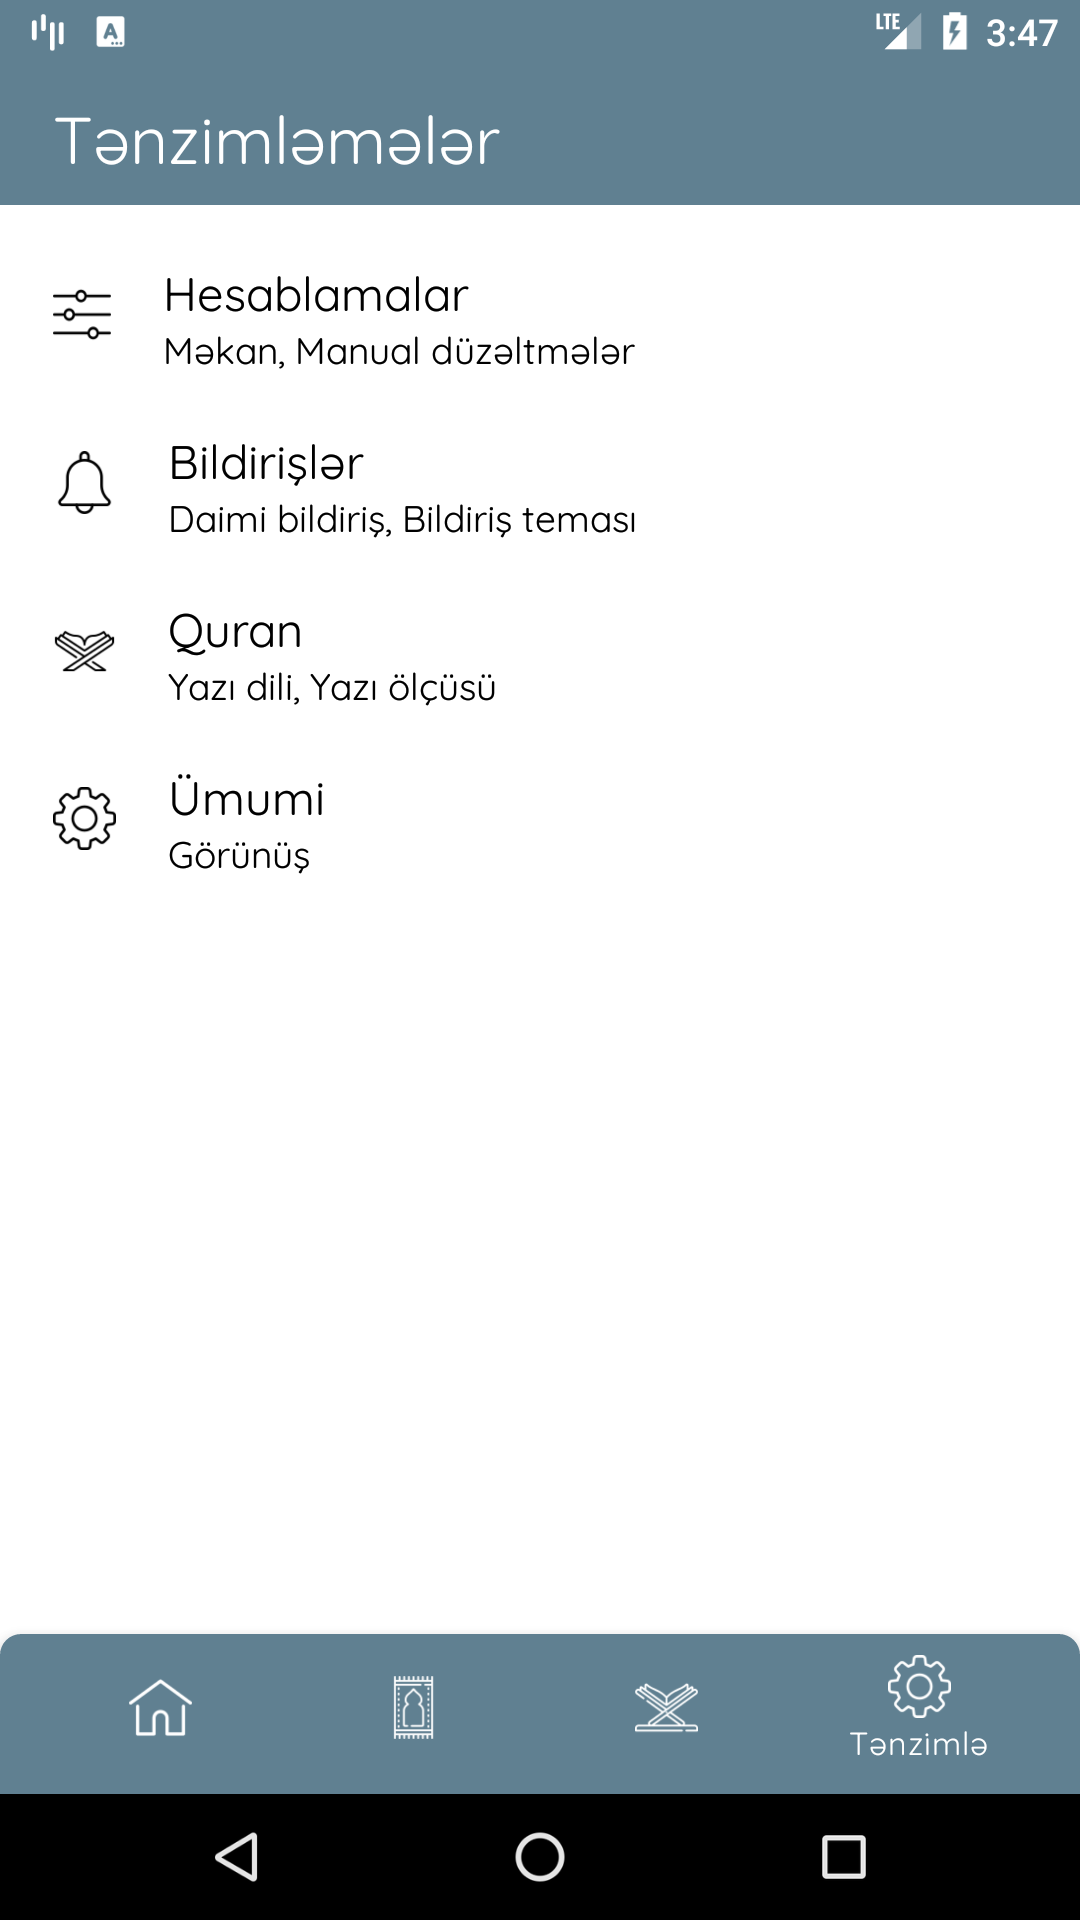 LTE 3:47
Tənzimləmələr
Hesablamalar
Məkan, Manual düzəltmələr
Bildirişlər
Daimi bildiriş, Bildiriş teması
Quran
Yazı dili, Yazı ölçüsü
Ümumi
Görünüş
Tənzimlə